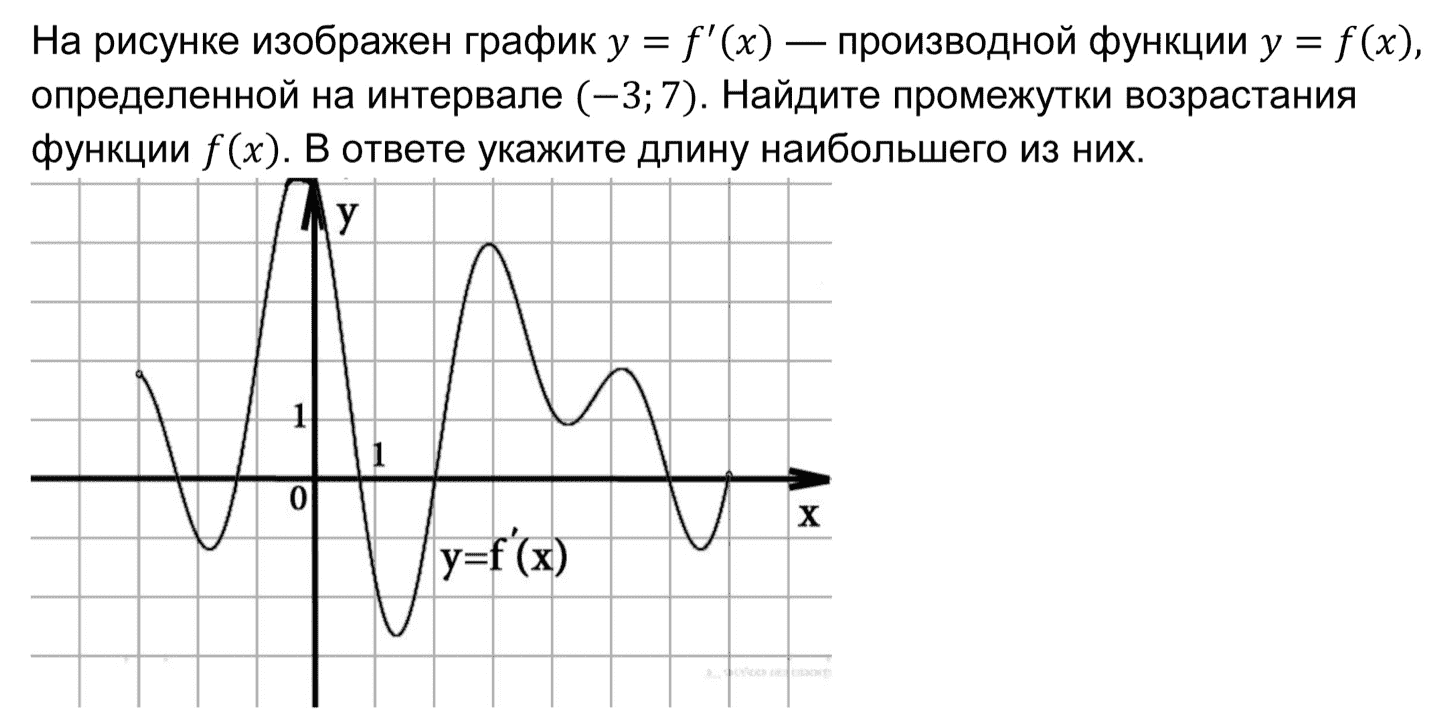 На рисунке изображен график y = f′(x) — производной функции y = f(x),
определенной на интервале (−3; 7). Найдите промежутки возрастания
функции f(x). В ответе укажите длину наибольшего из них.
y
1
1
0
x
y=f′(x)